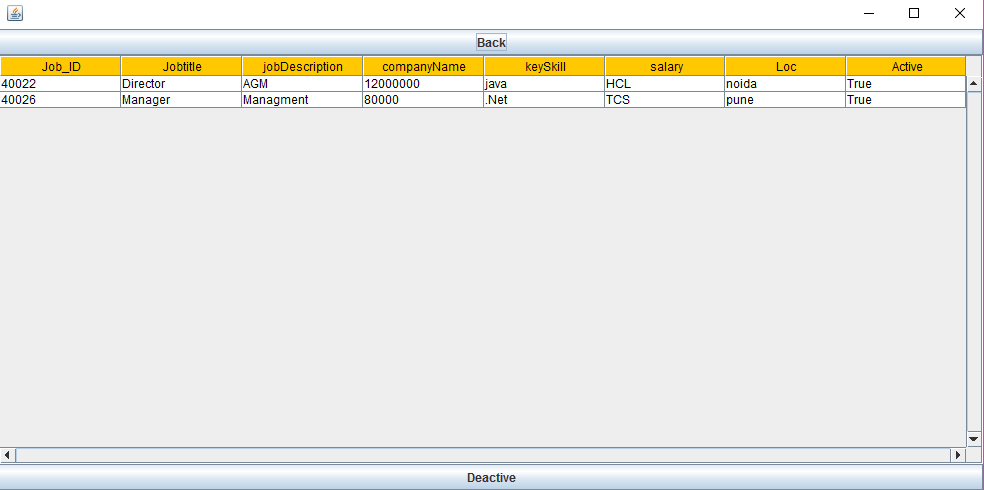 Back
Job_ID Jobtitle jobDescription companyName keySkill salary Loc Active
40022 Director AGM 12000000 java HCL noida True
40026 Manager Managment 80000 .Net TCS pune True
Deactive